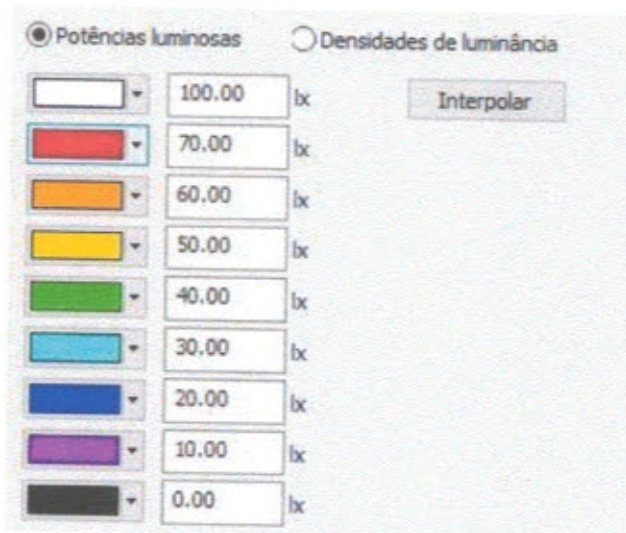 Potências luminosas Densidades de luminância
100.00 lx Interpolar
70.00 lx
60.00 lx
50.00 lx
40.00 lx
30.00 lx
20.00 lx
10.00 lx
0.00 lx